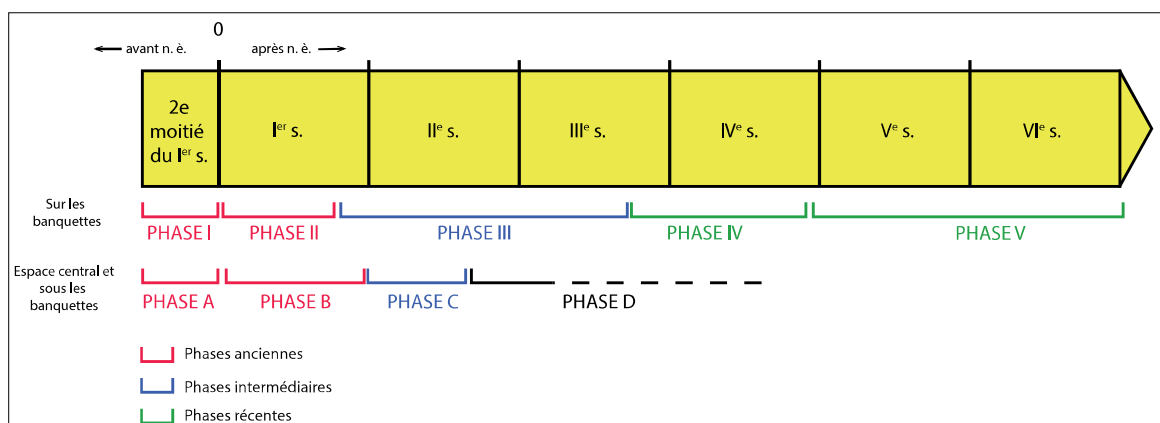 0
avant n. è. après n. è.
2e
moitié
du Ier s.
Ier s.
IIe s.
IIIe s.
IVe s.
Ve s.
VIe s.
Sur les
banquettes
PHASE I PHASE II PHASE III PHASE IV PHASE V
Espace central et
sous les
banquettes
PHASE A PHASE B PHASE C PHASE D
Phases anciennes
Phases intermédiaires
Phases récentes